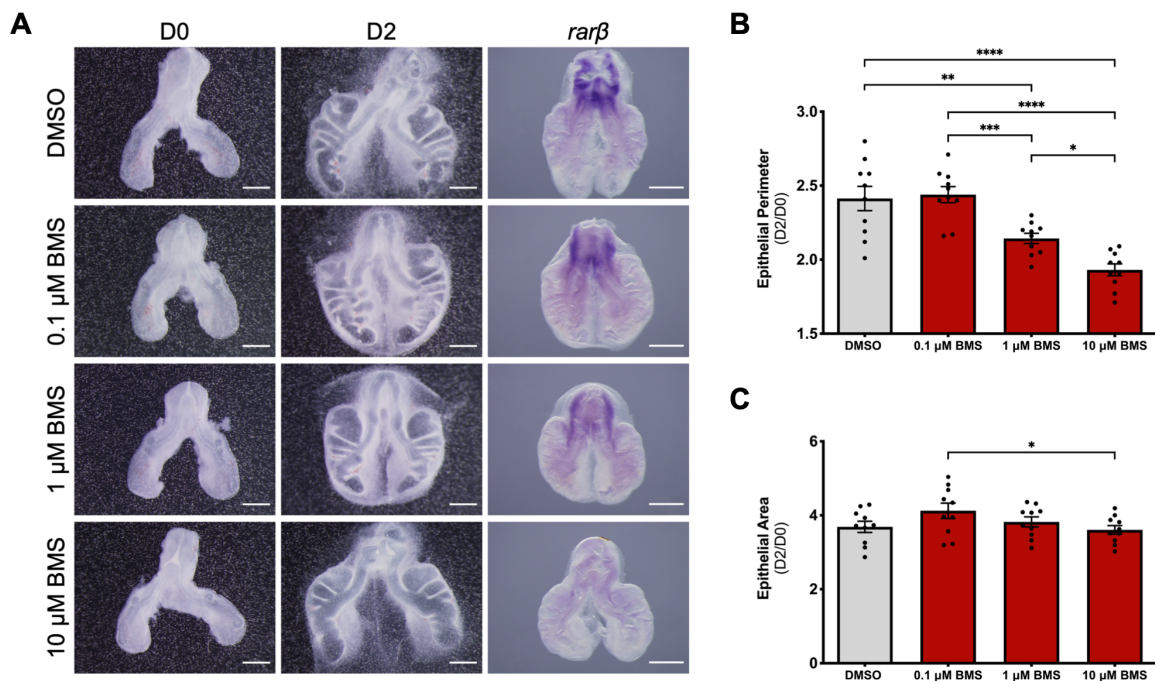 A
D0
D2
rarβ
DMSO
0.1 µM BMS
1 µM BMS
10 µM BMS
B
****
**
****
***
*
Epithelial Perimeter
(D2/D0)
3.0
2.5
2.0
1.5
DMSO
0.1 µM BMS
1 µM BMS
10 µM BMS
C
*
Epithelial Area
(D2/D0)
6
4
2
0
DMSO
0.1 µM BMS
1 µM BMS
10 µM BMS